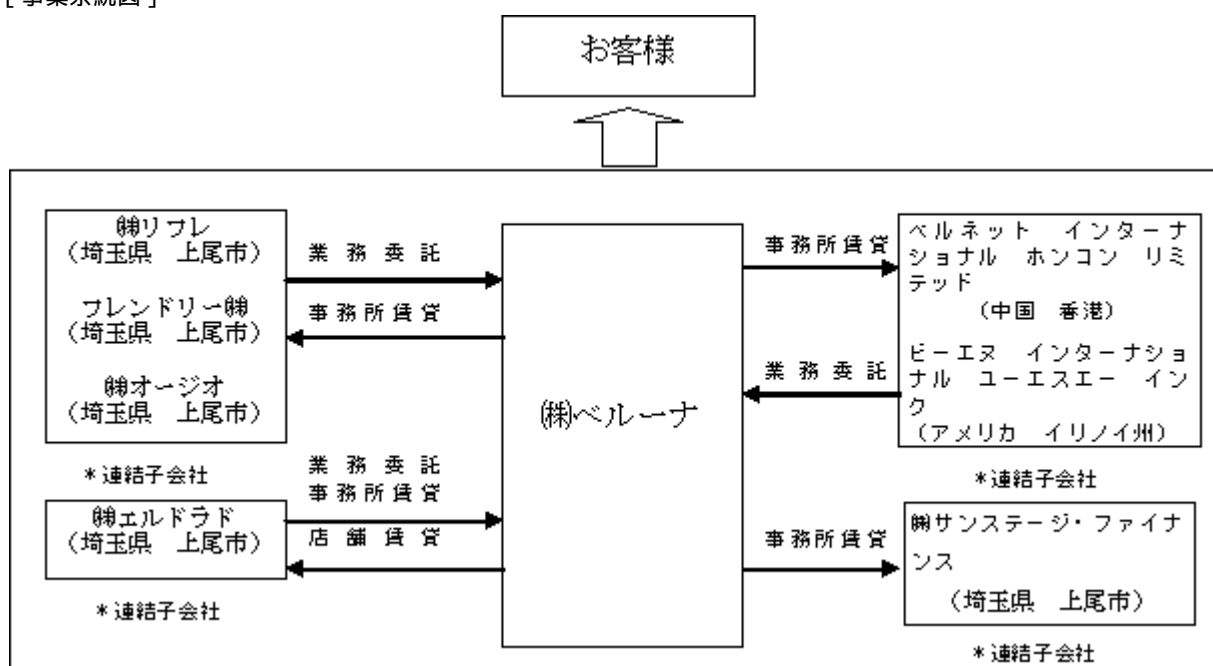 [ 事業系統図 ]
お客様
㈱リフレ
(埼玉県 上尾市)
フレンドリー㈱
(埼玉県 上尾市)
㈱オージオ
(埼玉県 上尾市)
*連結子会社
業務委託
事務所賃貸
㈱エルドラド
(埼玉県 上尾市)
*連結子会社
業務委託
事務所賃貸
店舗賃貸
㈱ベルーナ
事務所賃貸
業務委託
ベルネット インターナ
ショナル ホンコン リミ
テッド
(中国 香港)
ビーエヌ インターナショ
ナル ユーエスエー イン
ク
(アメリカ イリノイ州)
*連結子会社
事務所賃貸
㈱サンステージ・ファイナ
ンス
(埼玉県 上尾市)
*連結子会社